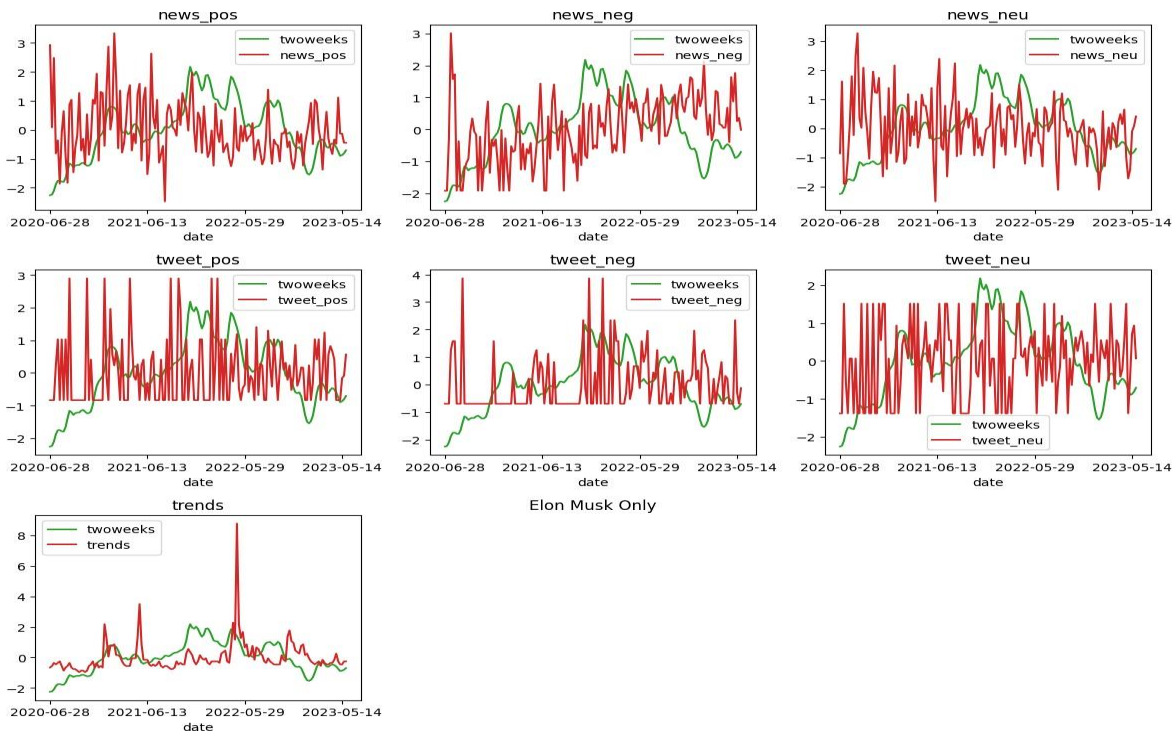 news_pos
3
2
1
0
−1
−2
twoweeks
news_pos
2020-06-28 2021-06-13 2022-05-29 2023-05-14
date
news_neg
3
2
1
0
−1
−2
twoweeks
news_neg
2020-06-28 2021-06-13 2022-05-29 2023-05-14
date
news_neu
3
2
1
0
−1
−2
twoweeks
news_neu
2020-06-28 2021-06-13 2022-05-29 2023-05-14
date
tweet_pos
3
2
1
0
−1
−2
twoweeks
tweet_pos
2020-06-28 2021-06-13 2022-05-29 2023-05-14
date
tweet_neg
4
3
2
1
0
−1
−2
twoweeks
tweet_neg
2020-06-28 2021-06-13 2022-05-29 2023-05-14
date
tweet_neu
2
1
0
−1
−2
twoweeks
tweet_neu
2020-06-28 2021-06-13 2022-05-29 2023-05-14
date
trends
8
6
4
2
0
−2
twoweeks
trends
2020-06-28 2021-06-13 2022-05-29 2023-05-14
date
Elon Musk Only